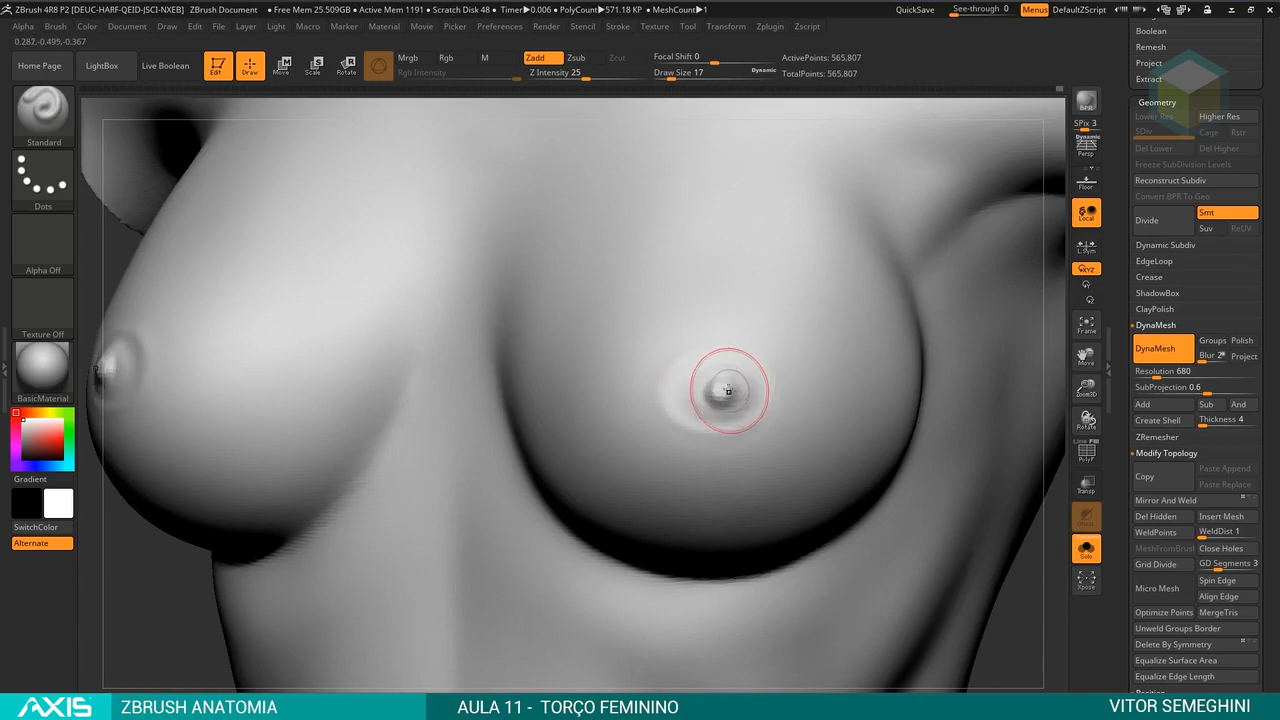 ZBrush 4R8 P2 [DEUC-HARF-QEID-JSCI-NXEB] ZBrush Document • Free Mem 25.509GB • Active Mem 1191 • Scratch Disk 48 • Timer▶0.006 • PolyCount▶571.18 KP • MeshCount▶1
QuickSave See-through 0 Menus DefaultZScript
Alpha Brush Color Document Draw Edit File Layer Light Macro Marker Material Movie Picker Preferences Render Stencil Stroke Texture Tool Transform Zplugin Zscript
0.287,-0.495,-0.367
Home Page LightBox Live Boolean Edit Draw Move Scale Rotate
Mrgb Rgb M Zadd Zsub Zcut Focal Shift 0 ActivePoints: 565,807
Rgb Intensity Z Intensity 25 Draw Size 17 Dynamic TotalPoints: 565,807
Standard
Dots
Alpha Off
Texture Off
BasicMaterial
Gradient
SwitchColor
Alternate
BPR
SPix 3
Dynamic
Persp
Floor
Local
L.Sym
XYZ
Frame
Move
Zoom3D
Rotate
Line Fill
PolyF
Transp
Dynamic
Solo
Xpose
Boolean
Remesh
Project
Extract
Geometry
Lower Res Higher Res
SDiv Cage Rstr
Del Lower Del Higher
Freeze SubDivision Levels
Reconstruct Subdiv
Convert BPR To Geo
Divide Smt
Suv ReUV
Dynamic Subdiv
EdgeLoop
Crease
ShadowBox
ClayPolish
DynaMesh
DynaMesh Groups Polish
Blur 2 Project
Resolution 680
SubProjection 0.6
Add Sub And
Create Shell Thickness 4
ZRemesher
Modify Topology
Copy Paste Append
Paste Replace
Mirror And Weld
Del Hidden Insert Mesh
WeldPoints WeldDist 1
MeshFromBrush Close Holes
Grid Divide GD Segments 3
Micro Mesh Spin Edge
Align Edge
Optimize Points MergeTris
Unweld Groups Border
Delete By Symmetry
Equalize Surface Area
Equalize Edge Length
AXIS ZBRUSH ANATOMIA AULA 11 - TORÇO FEMININO VITOR SEMEGHINI